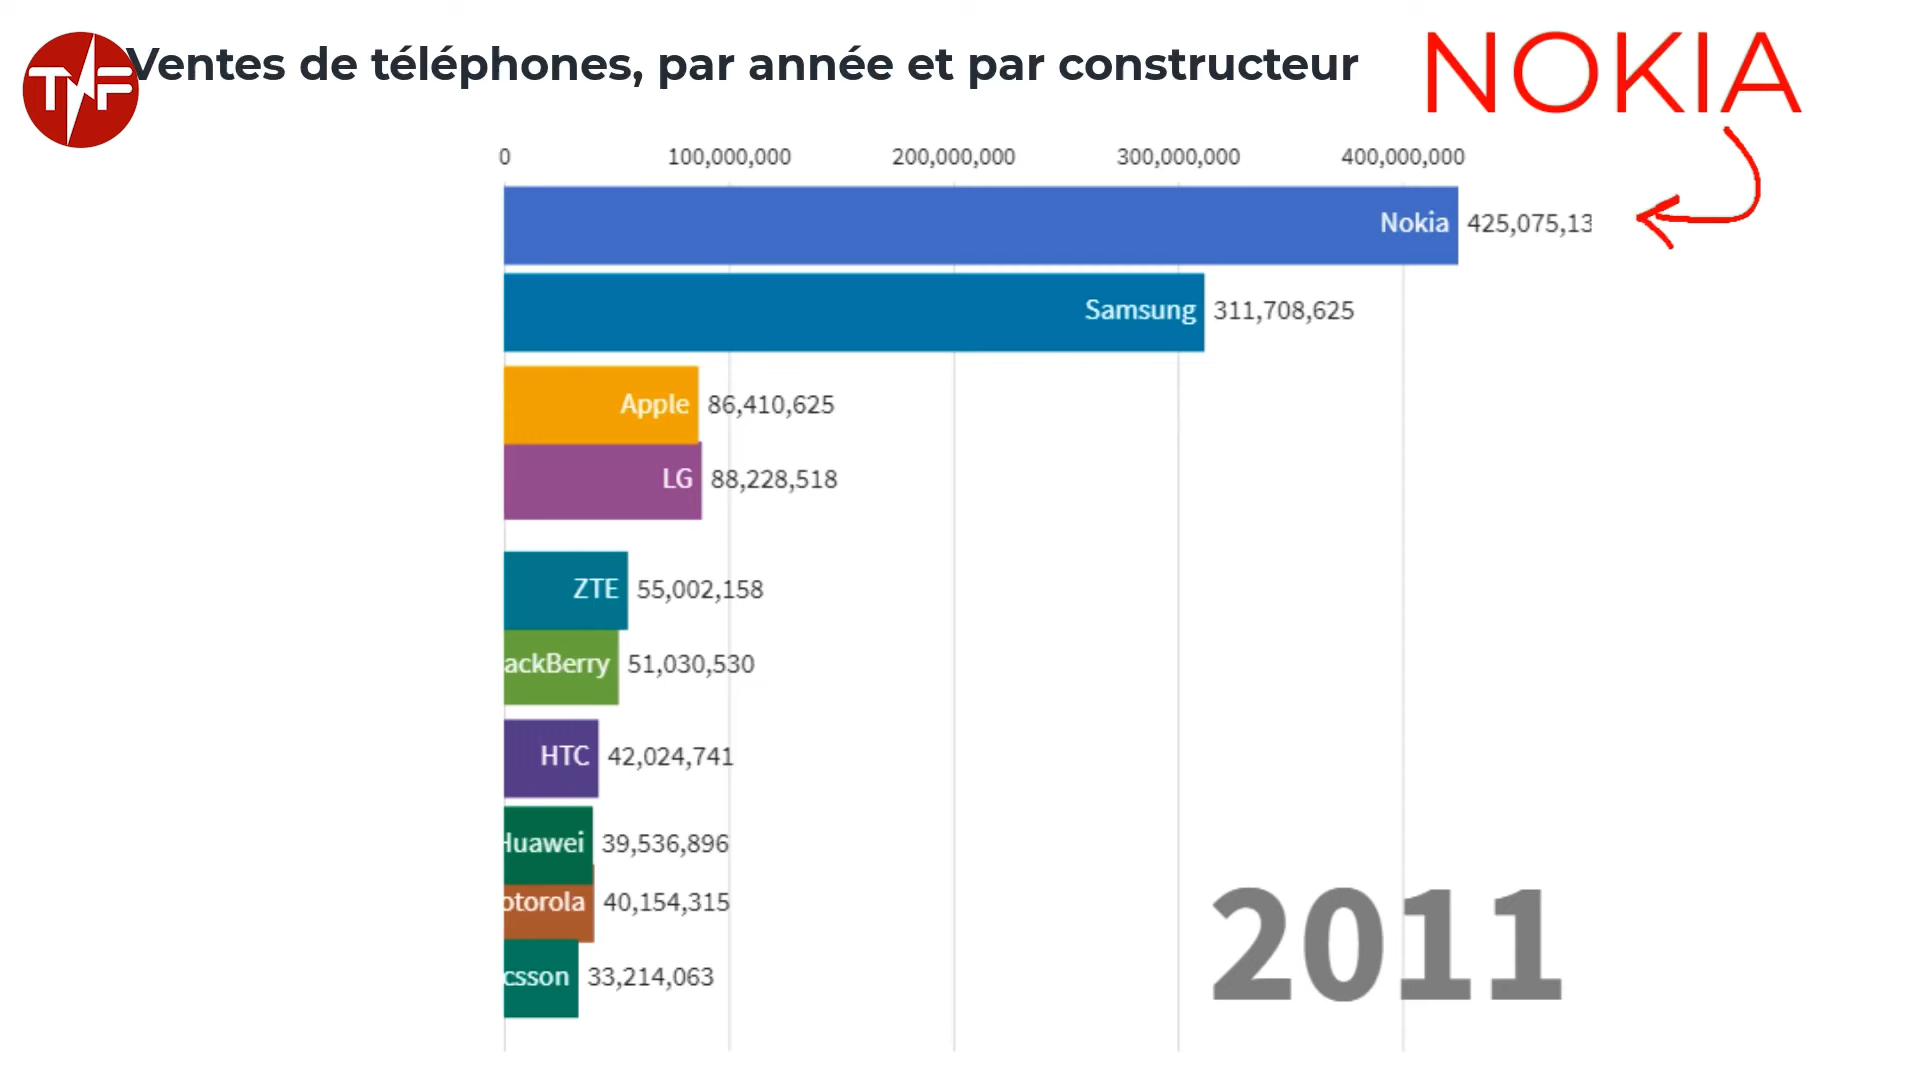 TNF
Ventes de téléphones, par année et par constructeur
NOKIA
0 100,000,000 200,000,000 300,000,000 400,000,000
Nokia 425,075,13
Samsung 311,708,625
Apple 86,410,625
LG 88,228,518
ZTE 55,002,158
ackBerry 51,030,530
HTC 42,024,741
Huawei 39,536,896
otorola 40,154,315
csson 33,214,063
2011